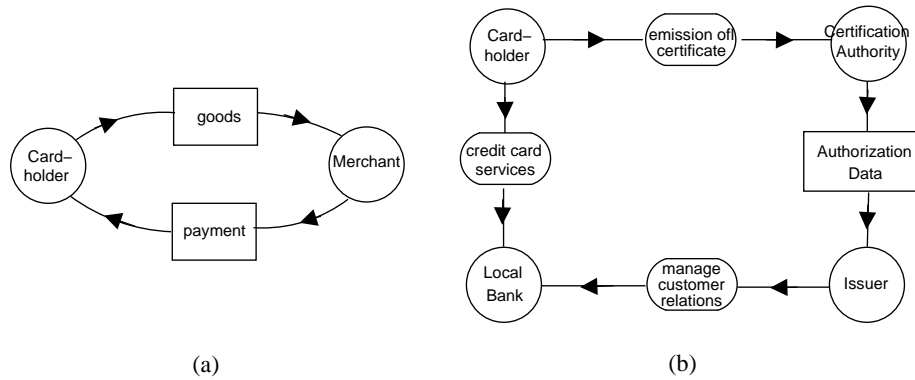 goods
Card–
holder
Merchant
payment
(a)
Card–
holder
emission ofl
certificate
Certification
Authority
credit card
services
Authorization
Data
Local
Bank
manage
customer
relations
Issuer
(b)